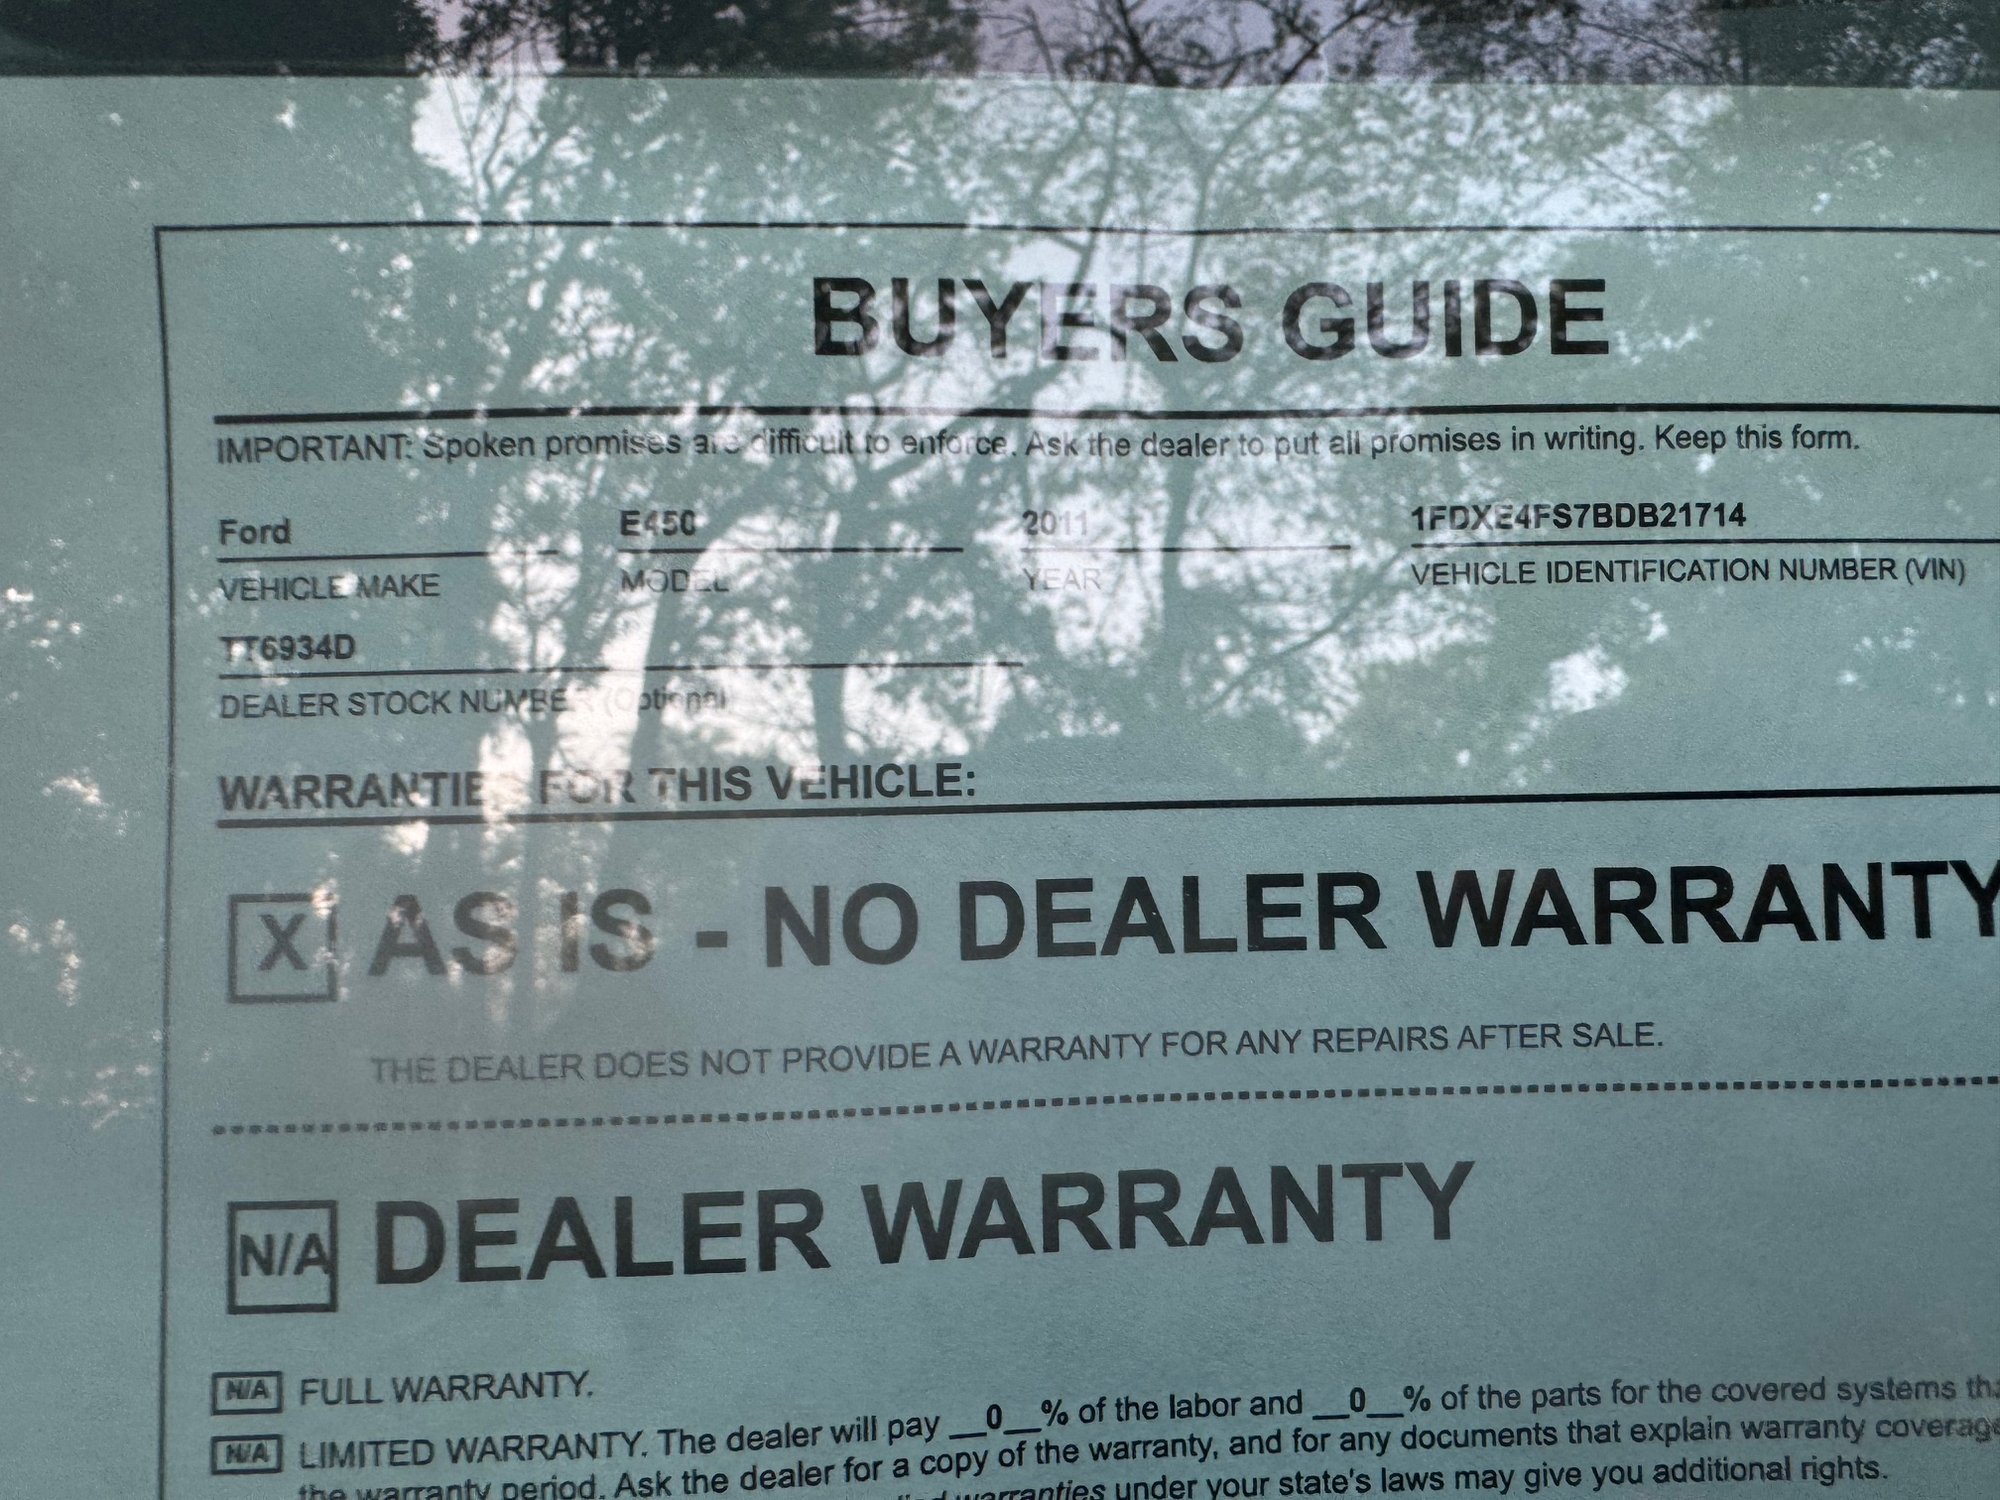 BUYERS GUIDE
IMPORTANT: Spoken promises are difficult to enforce. Ask the dealer to put all promises in writing. Keep this form.
Ford E450 2011 1FDXE4FS7BDB21714
VEHICLE MAKE MODEL YEAR VEHICLE IDENTIFICATION NUMBER (VIN)
TT6934D
DEALER STOCK NUMBER (Optional)
WARRANTIES FOR THIS VEHICLE:
X AS IS - NO DEALER WARRANTY
THE DEALER DOES NOT PROVIDE A WARRANTY FOR ANY REPAIRS AFTER SALE.
N/A DEALER WARRANTY
N/A FULL WARRANTY.
N/A LIMITED WARRANTY. The dealer will pay __0__% of the labor and __0__% of the parts for the covered systems
the warranty period. Ask the dealer for a copy of the warranty, and for any documents that explain warranty coverage
warranties under your state's laws may give you additional rights.